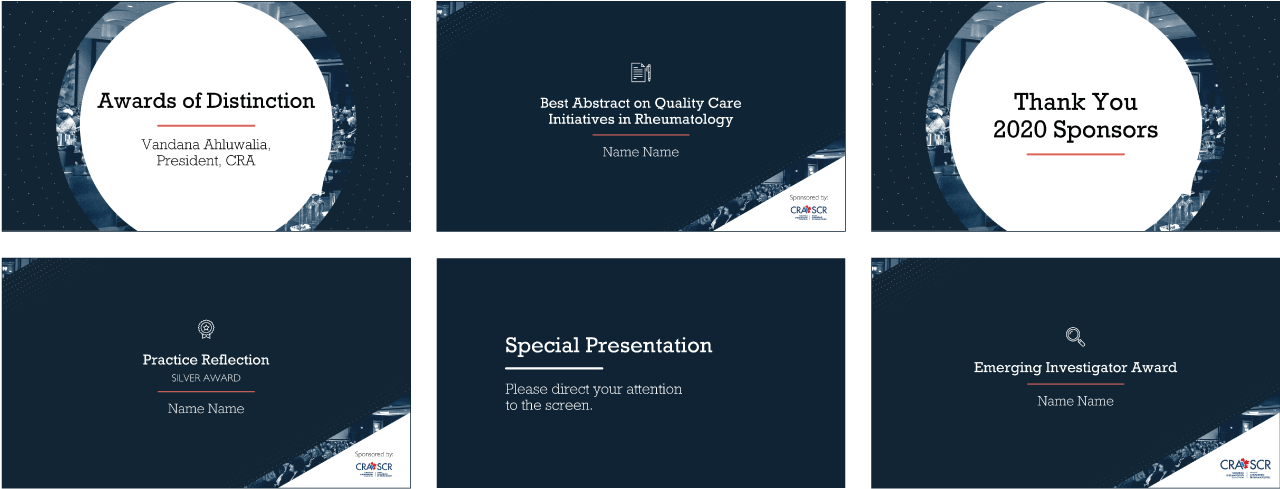 Awards of Distinction
Vandana Ahluwalia,
President, CRA
Best Abstract on Quality Care
Initiatives in Rheumatology
Name Name
Sponsored by:
CRA SCR
Thank You
2020 Sponsors
Practice Reflection
SILVER AWARD
Name Name
Sponsored by:
CRA SCR
Special Presentation
Please direct your attention
to the screen.
Emerging Investigator Award
Name Name
CRA SCR